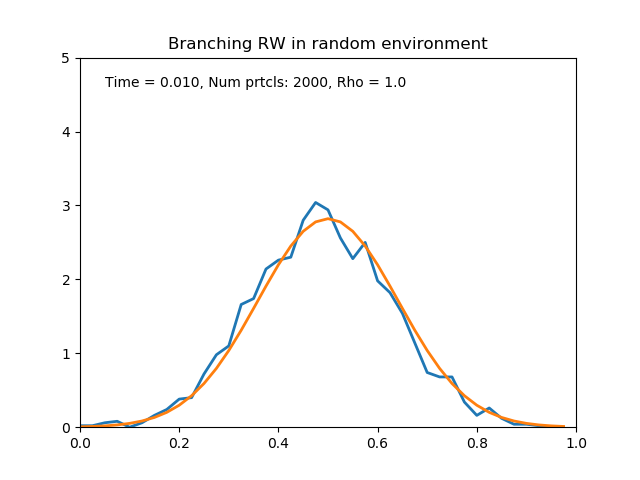 Branching RW in random environment
Time = 0.010, Num prtcls: 2000, Rho = 1.0
5
4
3
2
1
0
0.0 0.2 0.4 0.6 0.8 1.0